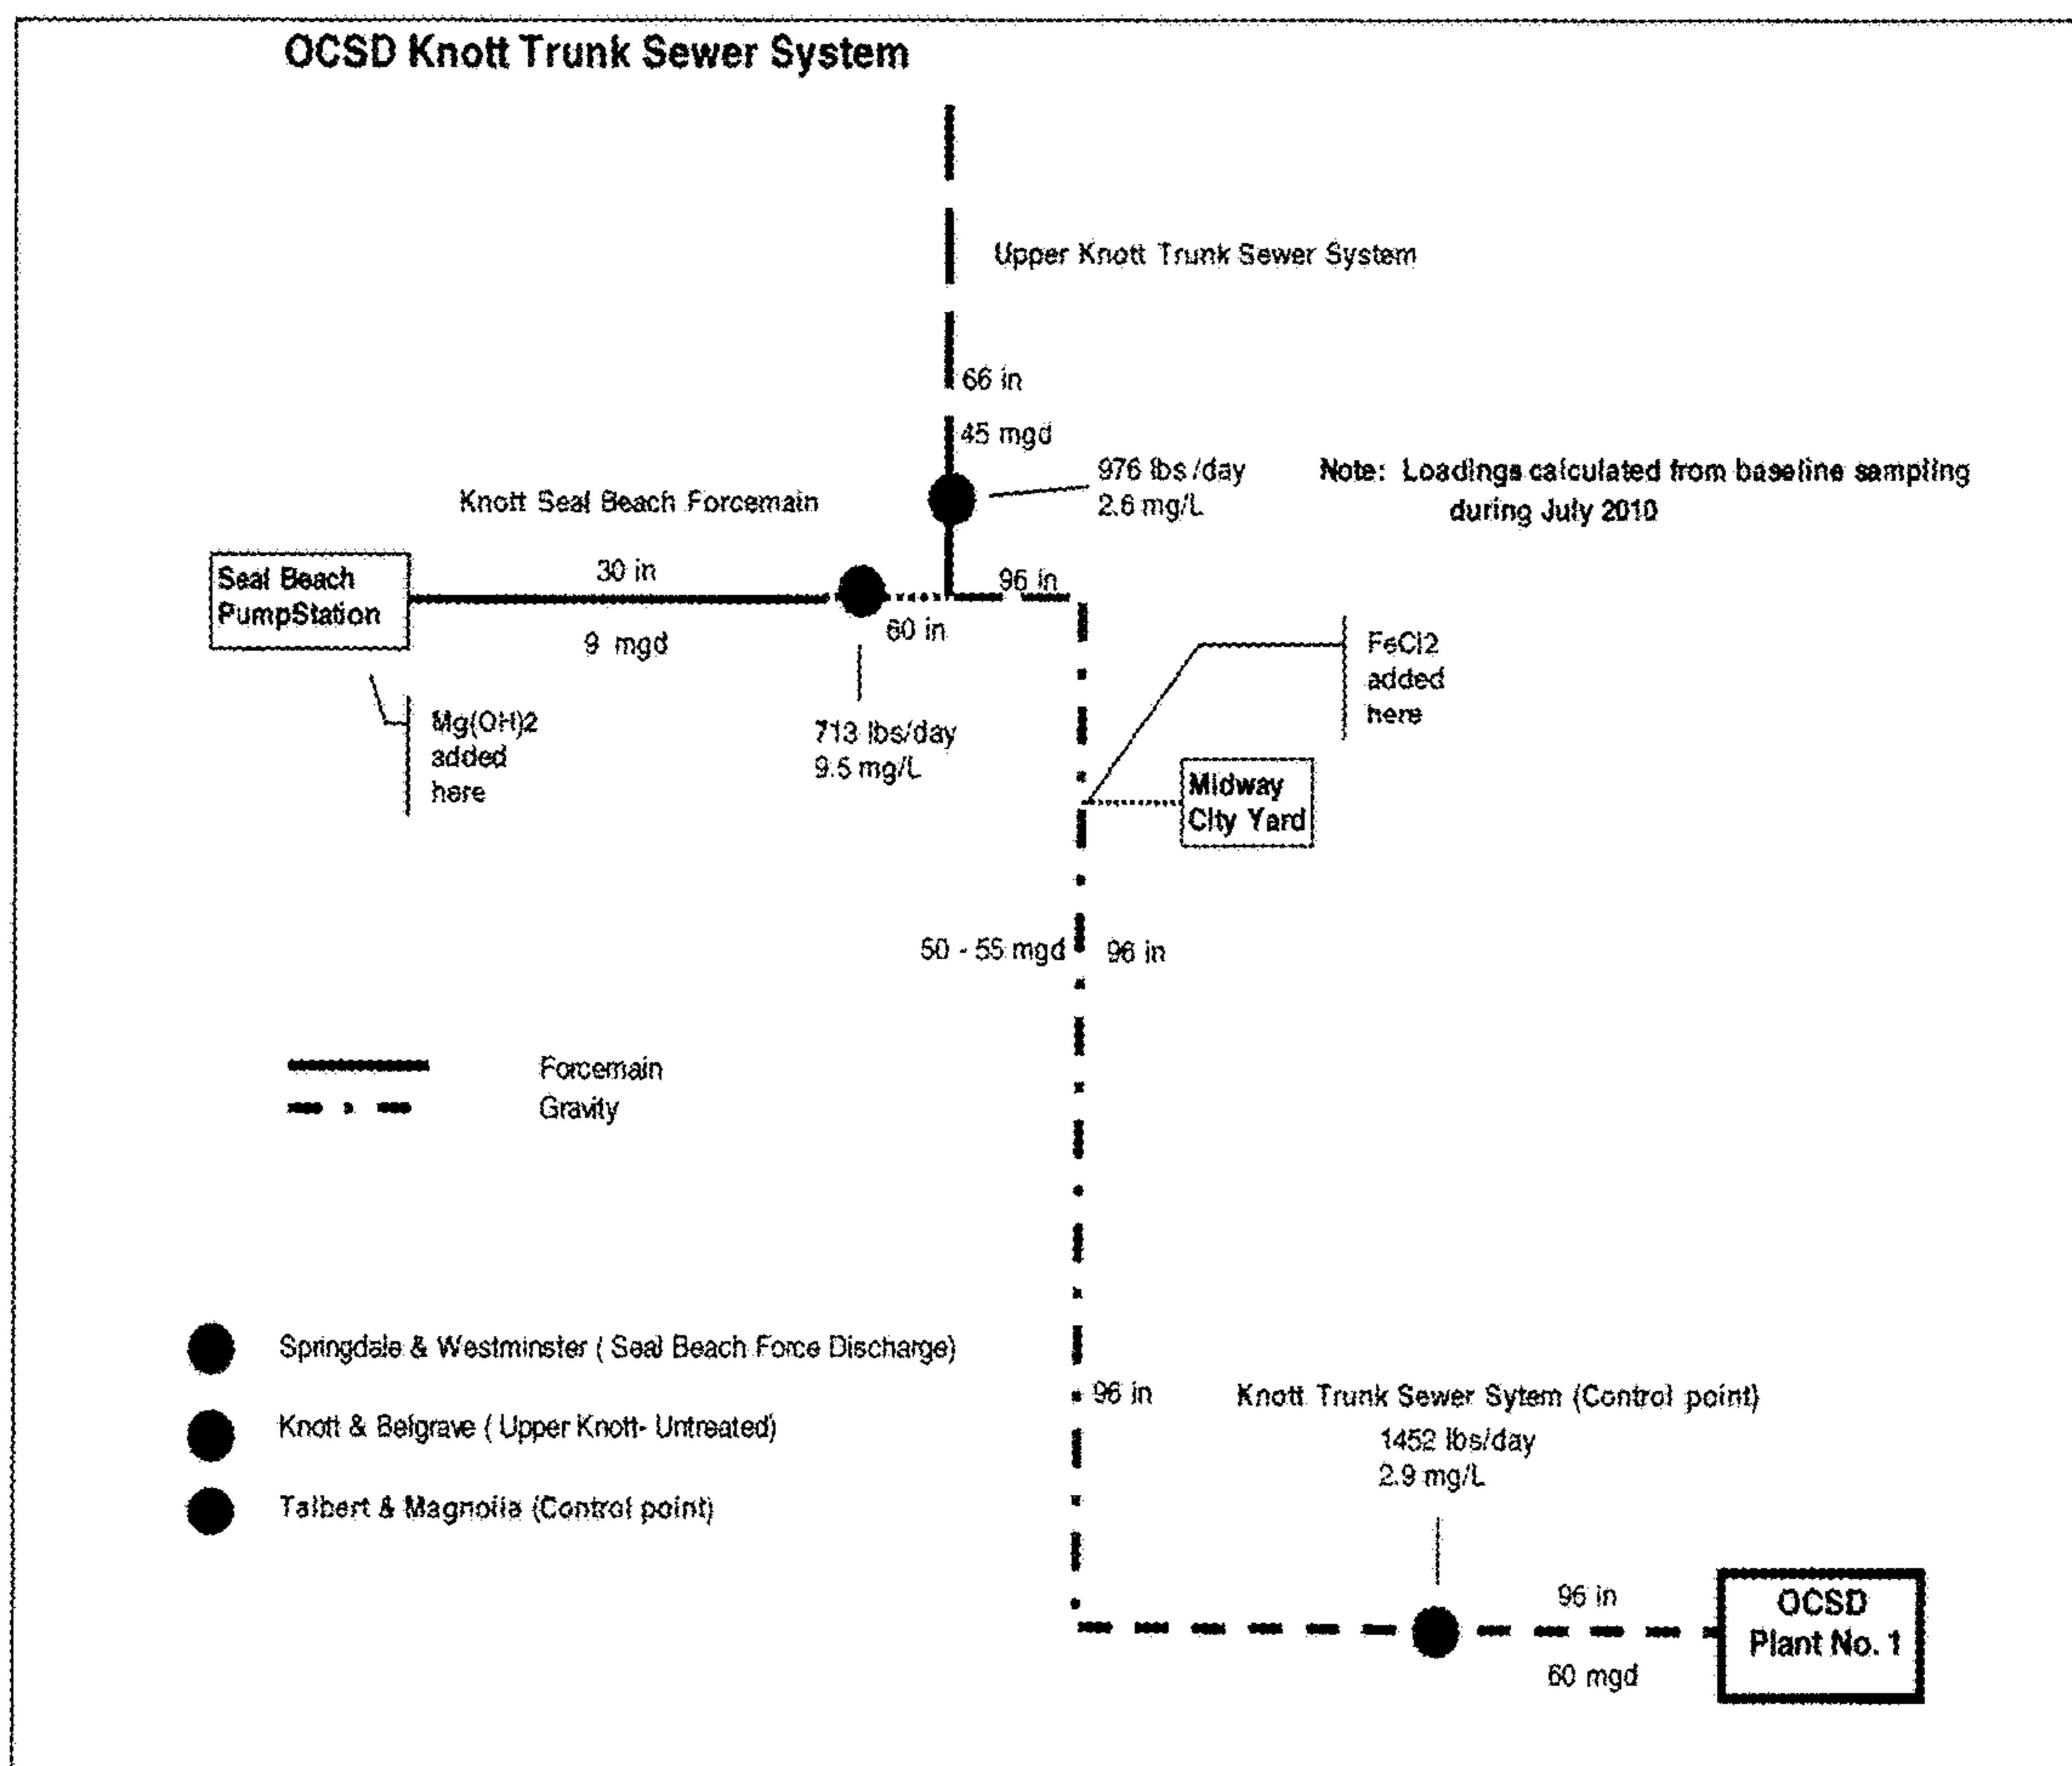 OCSD Knott Trunk Sewer System
Upper Knott Trunk Sewer System
66 in
45 mgd
976 lbs/day
2.6 mg/L
Note: Loadings calculated from baseline sampling
during July 2010
Knott Seal Beach Forcemain
Seal Beach
PumpStation
30 in
9 mgd
96 in
60 in
Mg(OH)2
added
here
713 lbs/day
9.5 mg/L
FeCl2
added
here
Midway
City Yard
50 - 55 mgd
96 in
Forcemain
Gravity
Springdale & Westminster ( Seal Beach Force Discharge)
Knott & Belgrave ( Upper Knott- Untreated)
Talbert & Magnolia (Control point)
96 in
Knott Trunk Sewer Sytem (Control point)
1452 lbs/day
2.9 mg/L
96 in
60 mgd
OCSD
Plant No. 1